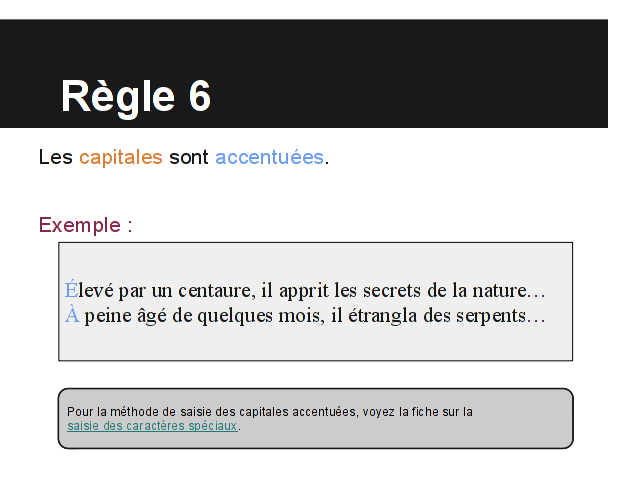 Règle 6
Les capitales sont accentuées.
Exemple :
Élevé par un centaure, il apprit les secrets de la nature…
À peine âgé de quelques mois, il étrangla des serpents…
Pour la méthode de saisie des capitales accentuées, voyez la fiche sur la
saisie des caractères spéciaux.